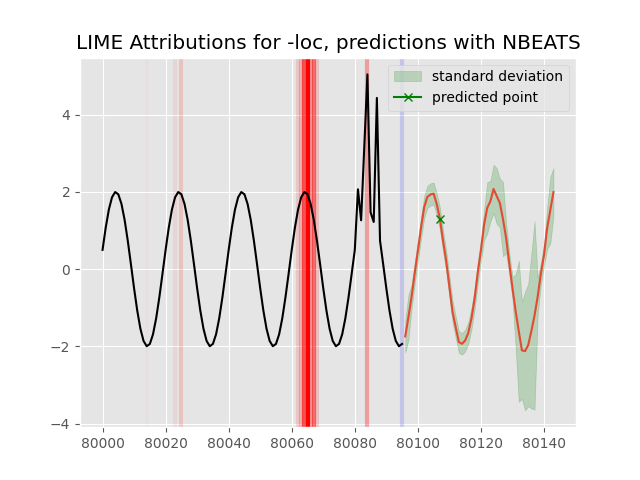 LIME Attributions for -loc, predictions with NBEATS
standard deviation
predicted point
4
2
0
−2
−4
80000 80020 80040 80060 80080 80100 80120 80140